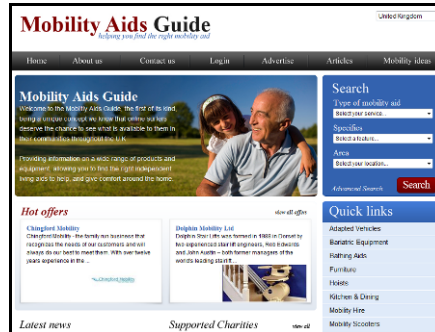 Mobility Aids Guide
helping you find the right mobility aid
United Kingdom
Home About us Contact us Login Advertise Articles Mobility ideas
Mobility Aids Guide
Welcome to the Mobility Aids Guide, the first of its kind,
being a unique concept we know that online surfers
deserve the chance to see what is available to them in
their communities throughout the U.K
Providing information on a wide range of products and
equipment allowing you to find the right independent
living aids to help, and give comfort around the home.
Search
Type of mobility aid
Select your service...
Specifics
Select a feature...
Area
Select your location...
Advanced Search
Search
Hot offers
view all offers
Chingford Mobility
Chingford Mobility - the family run business that
recognizes the needs of our customers and will
always do our best to meet them. With over twelve
years experience in the ...
Chingford Mobility
Dolphin Mobility Ltd
Dolphin Stair Lifts was formed in 1988 in Dorset by
two experienced stair lift engineers, Rob Edwards
and John Austin – both former managers of the
worlds leading stairlift ...
Quick links
Adapted Vehicles
Bariatric Equipment
Bathing Aids
Furniture
Hoists
Kitchen & Dining
Mobility Hire
Mobility Scooters
Latest news
Supported Charities
view all